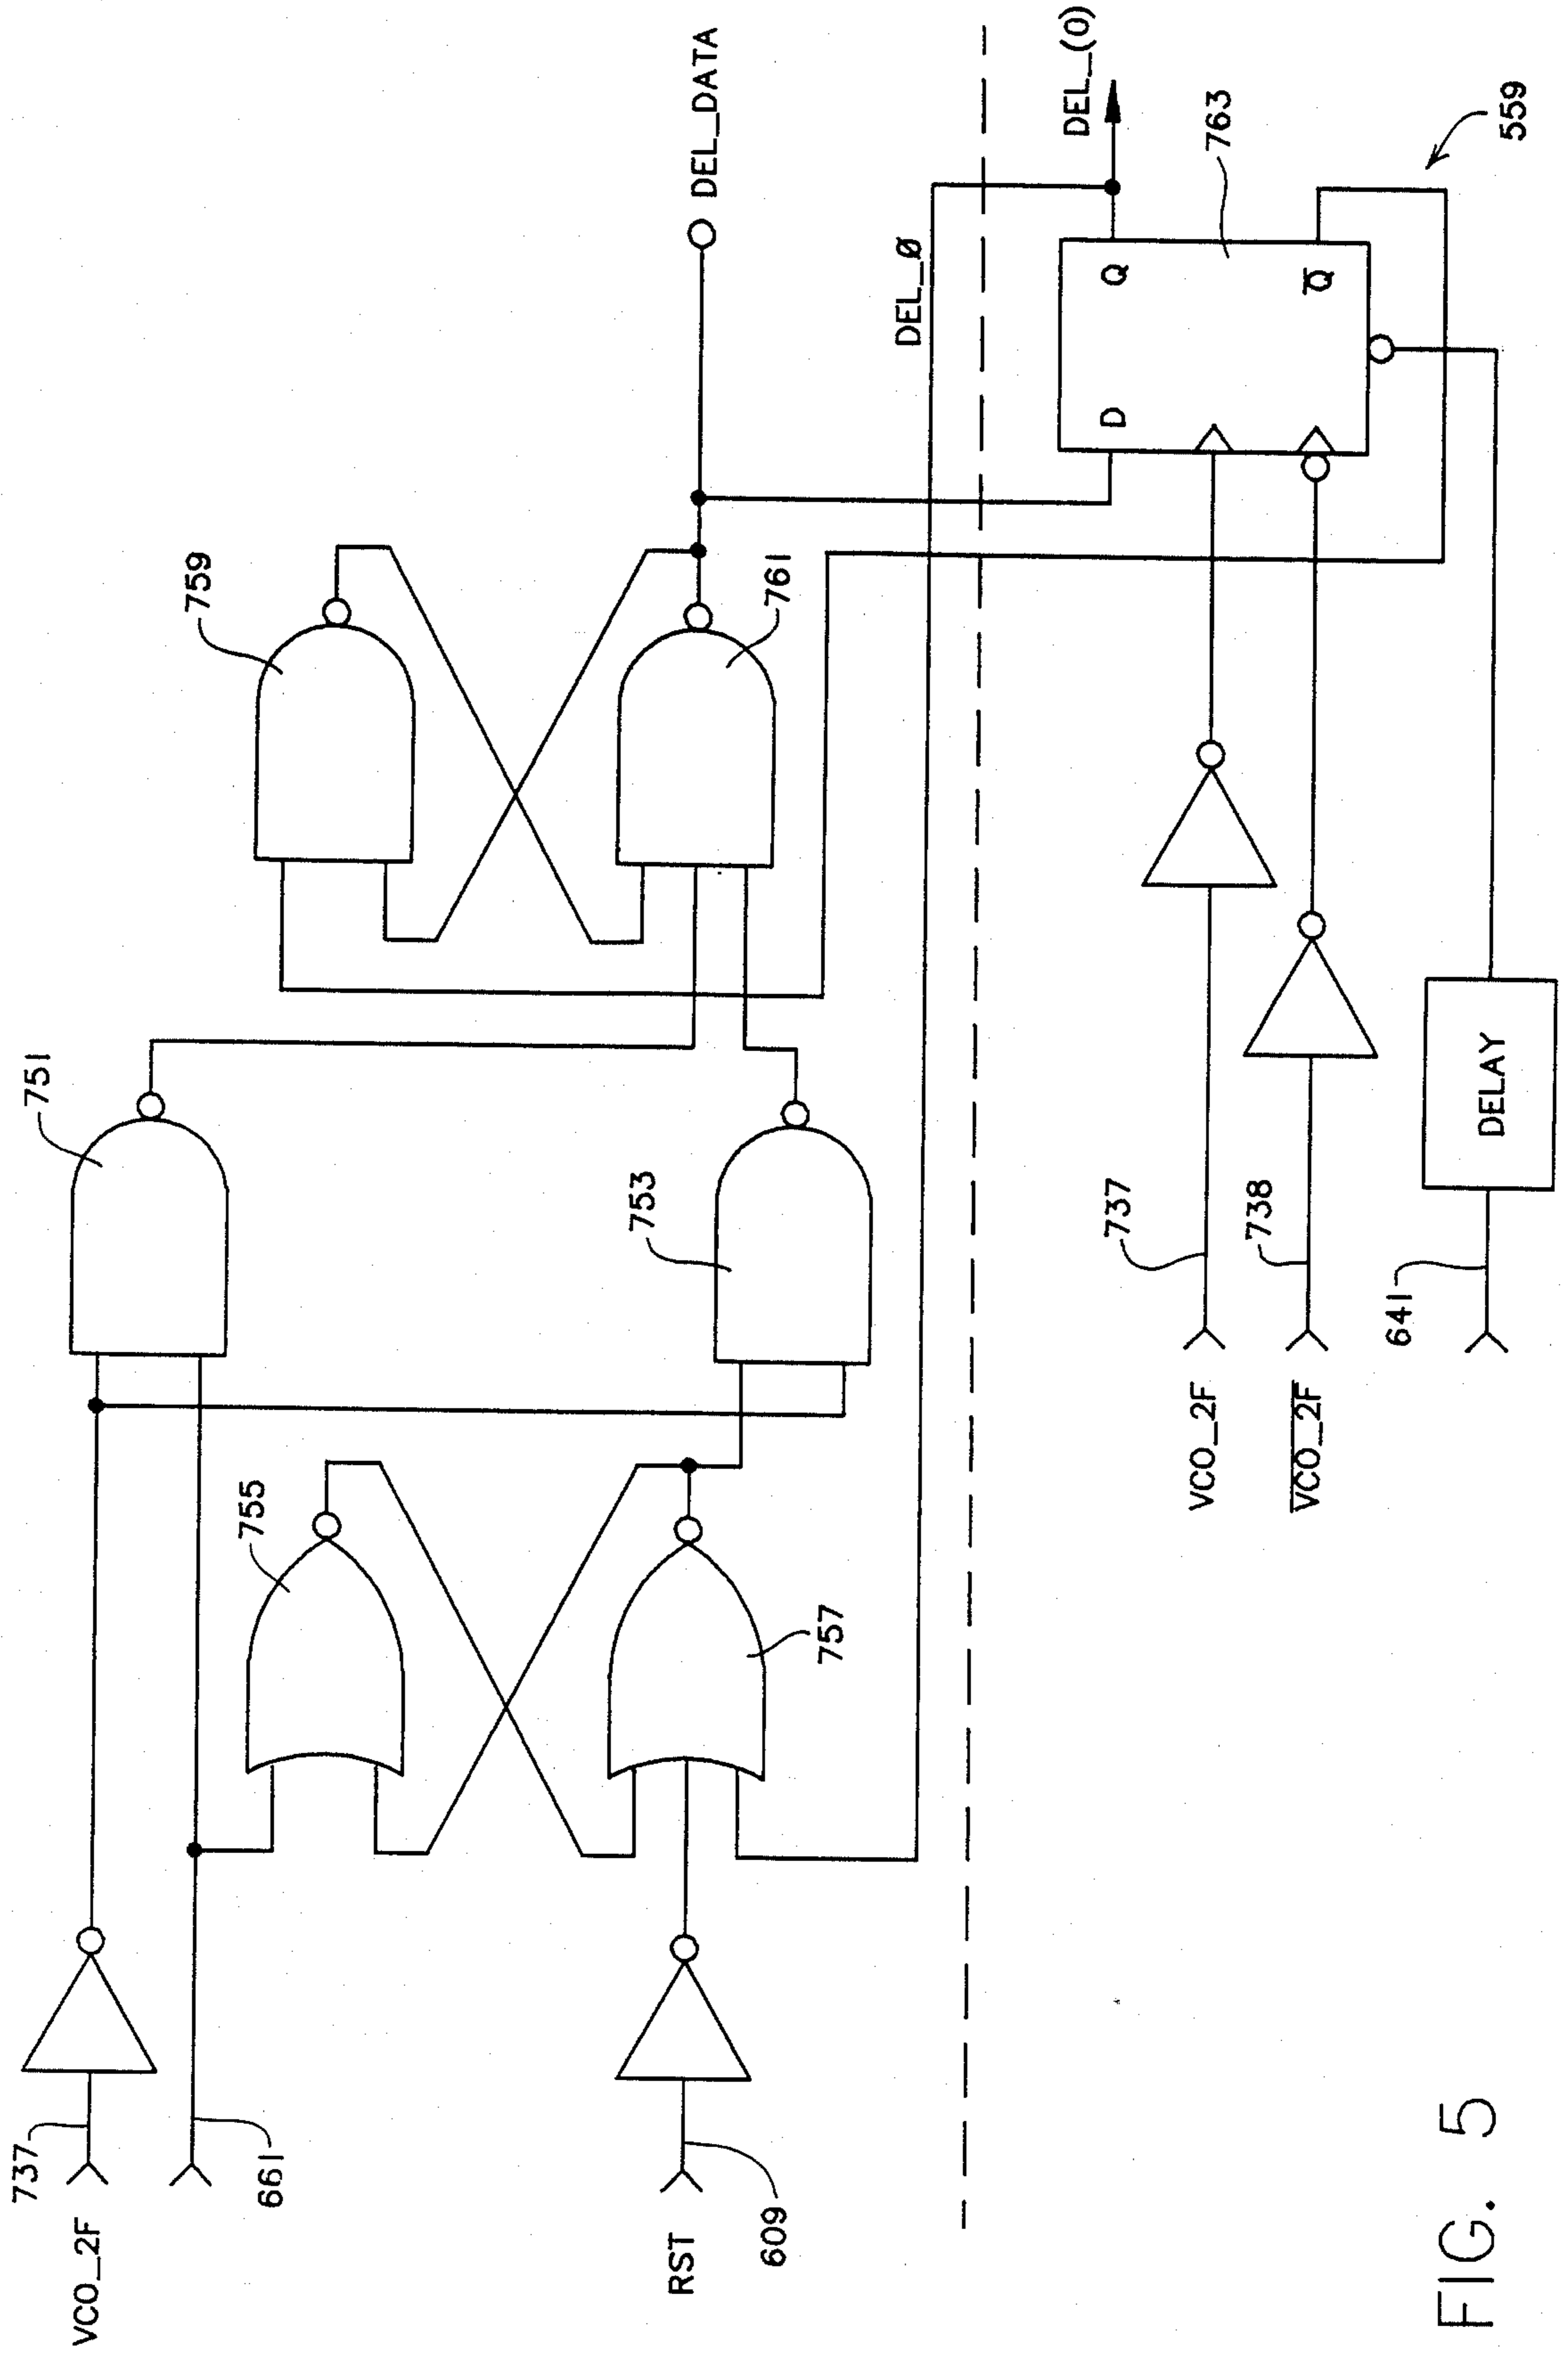 737
VCO_2F
661
RST
609
755
757
751
753
759
761
DEL_DATA
DEL_Ø
DEL_(0)
D
Q
Q̅
763
559
737
VCO_2F
738
V̅C̅O̅_̅2̅F̅
641
DELAY
FIG. 5